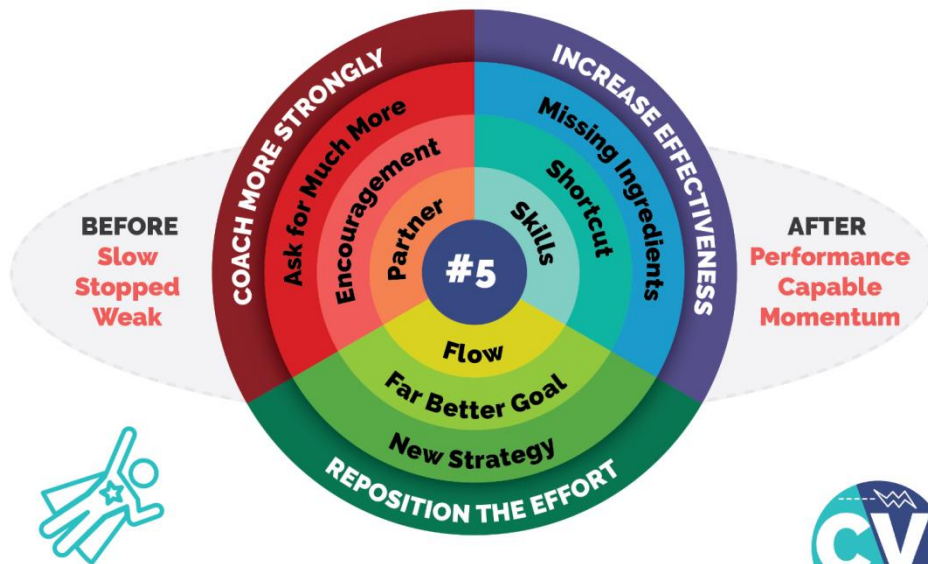 COACH MORE STRONGLY
Ask for Much More
Encouragement
Partner
INCREASE EFFECTIVENESS
Missing Ingredients
Shortcut
Skills
BEFORE
Slow
Stopped
Weak
#5
AFTER
Performance
Capable
Momentum
Flow
Far Better Goal
New Strategy
REPOSITION THE EFFORT
CV